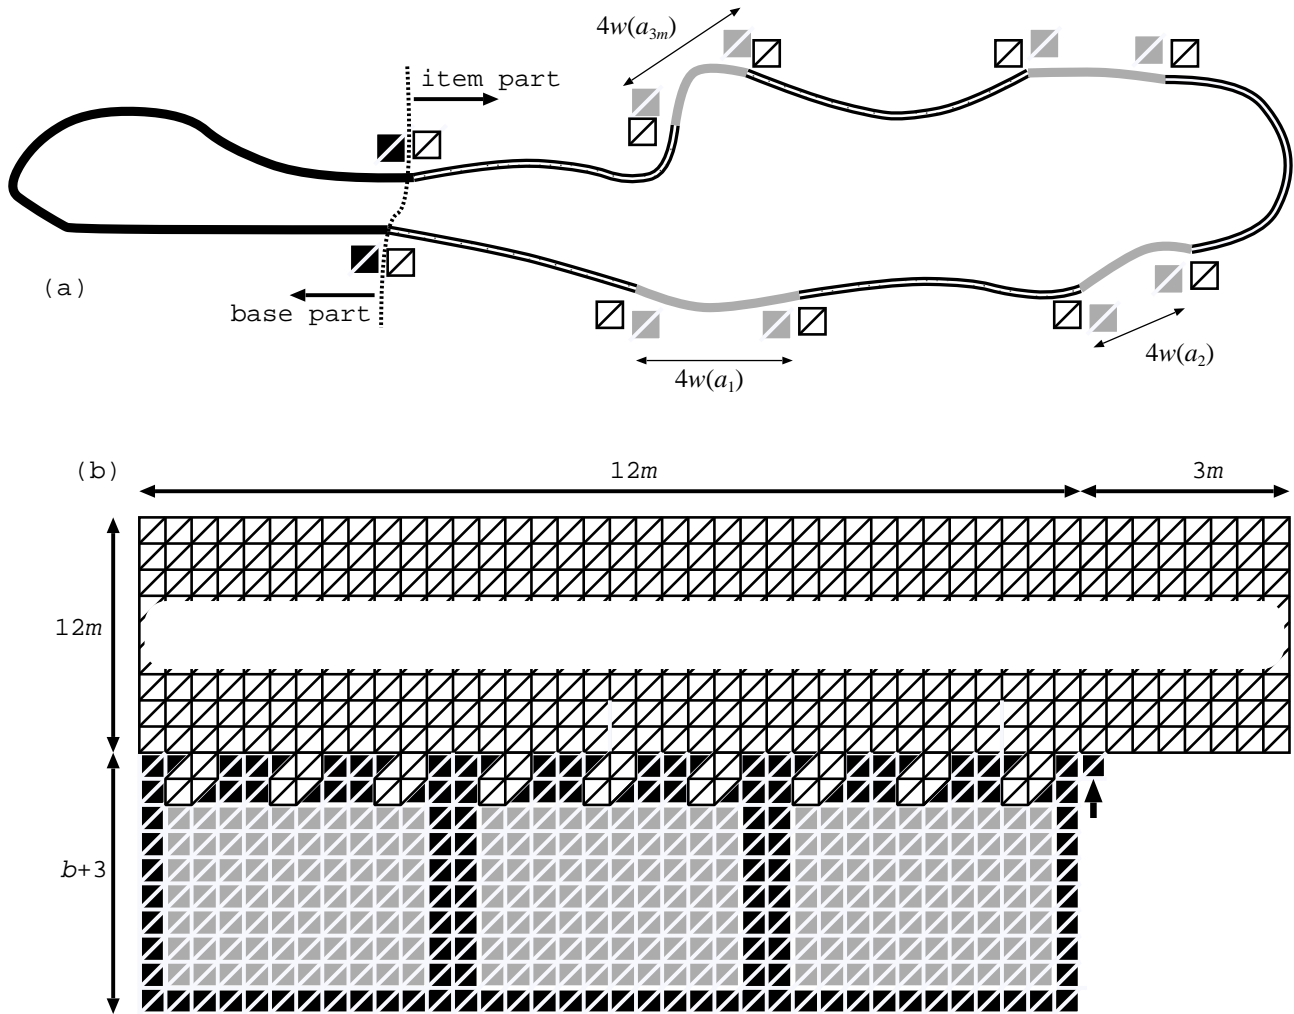 4w(a3m)
item part
(a)
base part
4w(a1)
4w(a2)
(b)
12m
3m
12m
b+3